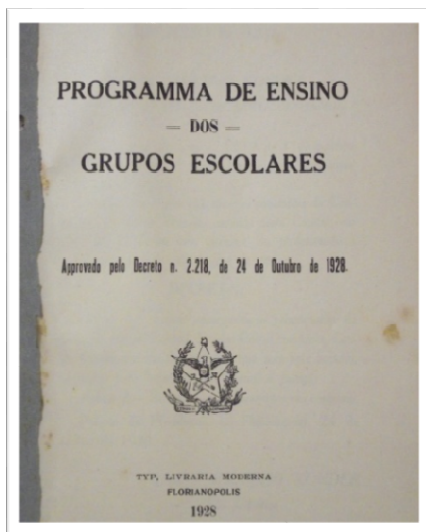 PROGRAMMA DE ENSINO
= DOS =
GRUPOS ESCOLARES
Approvado pelo Decreto n. 2.218, de 24 de Outubro de 1928.
TYP. LIVRARIA MODERNA
FLORIANOPOLIS
1928